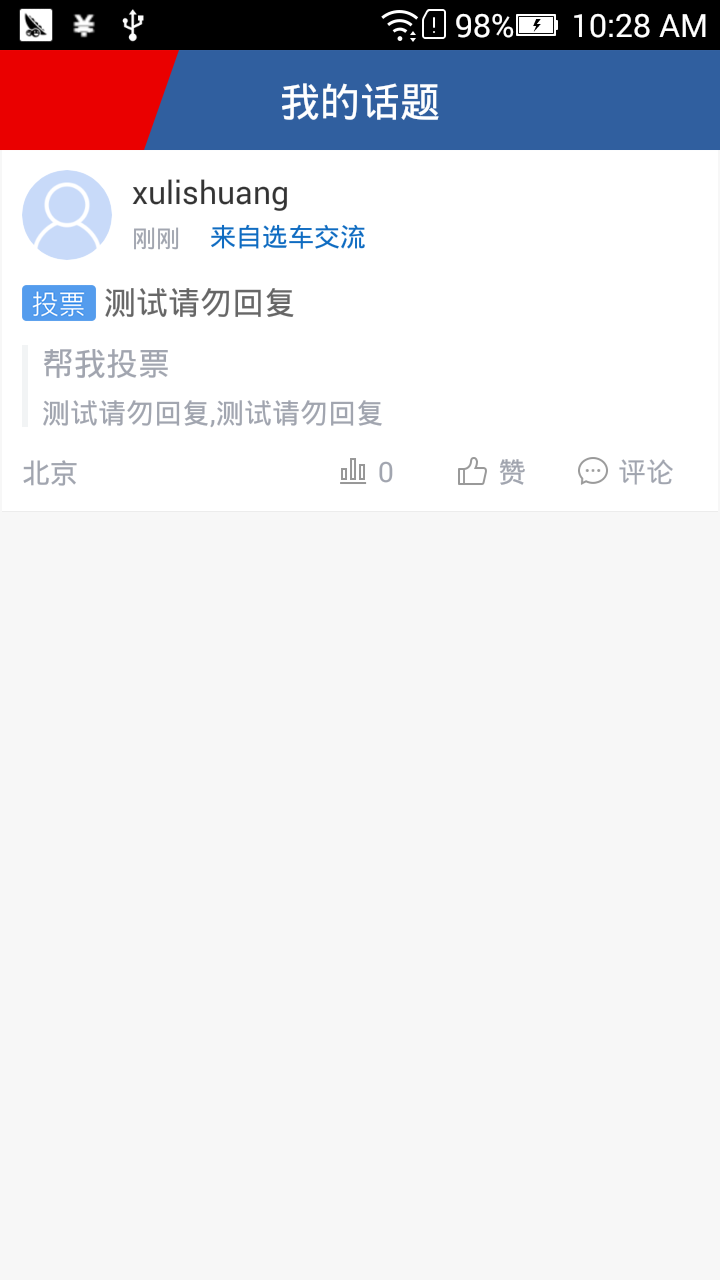 98% 10:28 AM
我的话题
xulishuang
刚刚 来自选车交流
投票 测试请勿回复
帮我投票
测试请勿回复,测试请勿回复
北京 0 赞 评论